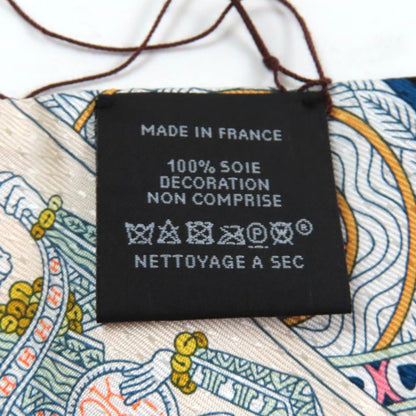 MADE IN FRANCE
100% SOIE
DECORATION
NON COMPRISE
P ®
NETTOYAGE A SEC